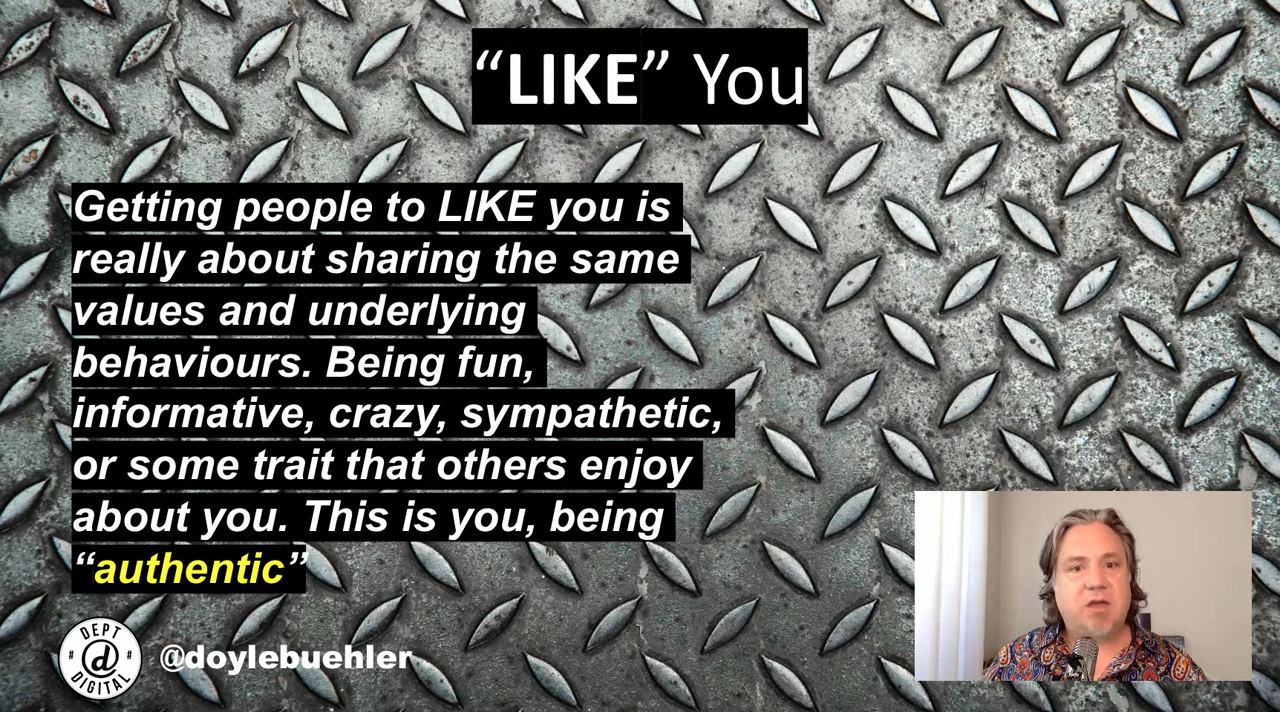 “LIKE” You
Getting people to LIKE you is
really about sharing the same
values and underlying
behaviours. Being fun,
informative, crazy, sympathetic,
or some trait that others enjoy
about you. This is you, being
“authentic”
DEPT
# @ #
DIGITAL
@doylebuehler